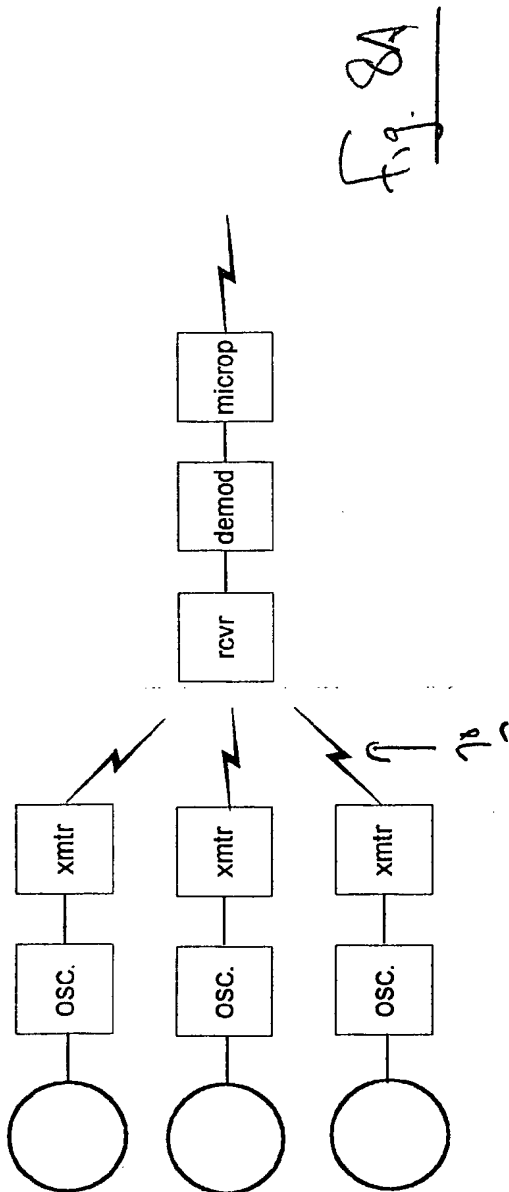 osc.
xmtr
osc.
xmtr
osc.
xmtr
rcvr
demod
microp
Fig. 8A